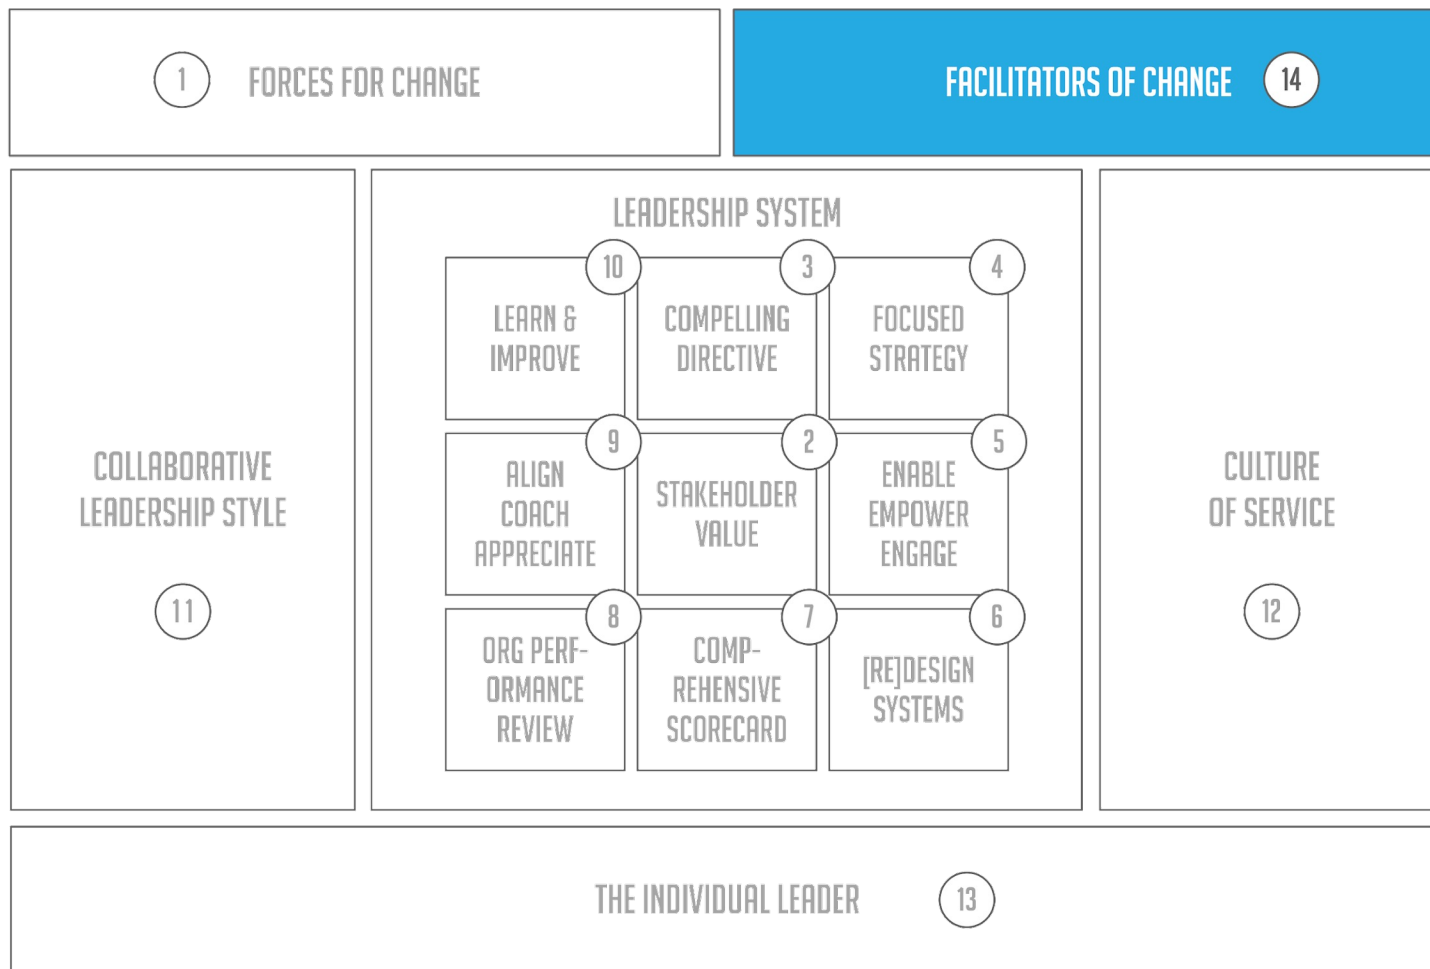 1 FORCES FOR CHANGE
FACILITATORS OF CHANGE 14
COLLABORATIVE
LEADERSHIP STYLE
11
LEADERSHIP SYSTEM
10
LEARN &
IMPROVE
3
COMPELLING
DIRECTIVE
4
FOCUSED
STRATEGY
9
ALIGN
COACH
APPRECIATE
2
STAKEHOLDER
VALUE
5
ENABLE
EMPOWER
ENGAGE
8
ORG PERF-
ORMANCE
REVIEW
7
COMP-
REHENSIVE
SCORECARD
6
[RE]DESIGN
SYSTEMS
CULTURE
OF SERVICE
12
THE INDIVIDUAL LEADER 13